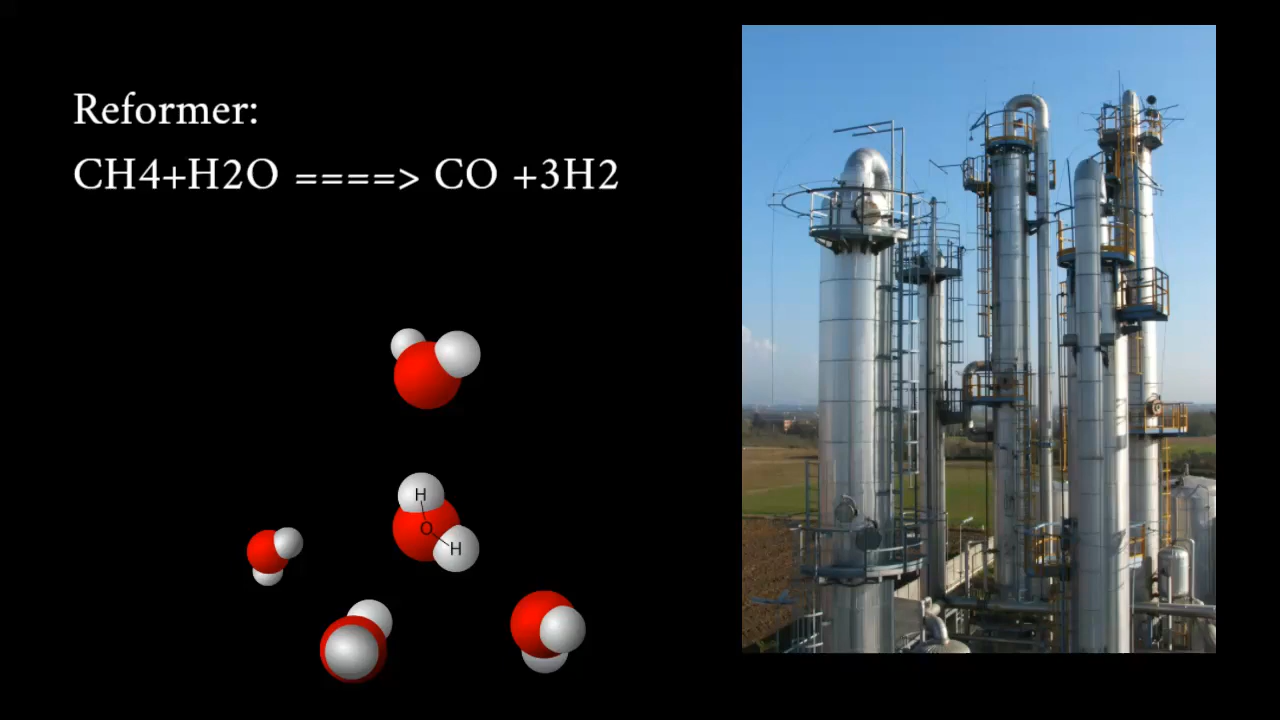 Reformer:
CH4+H2O ====> CO +3H2
H
O
H